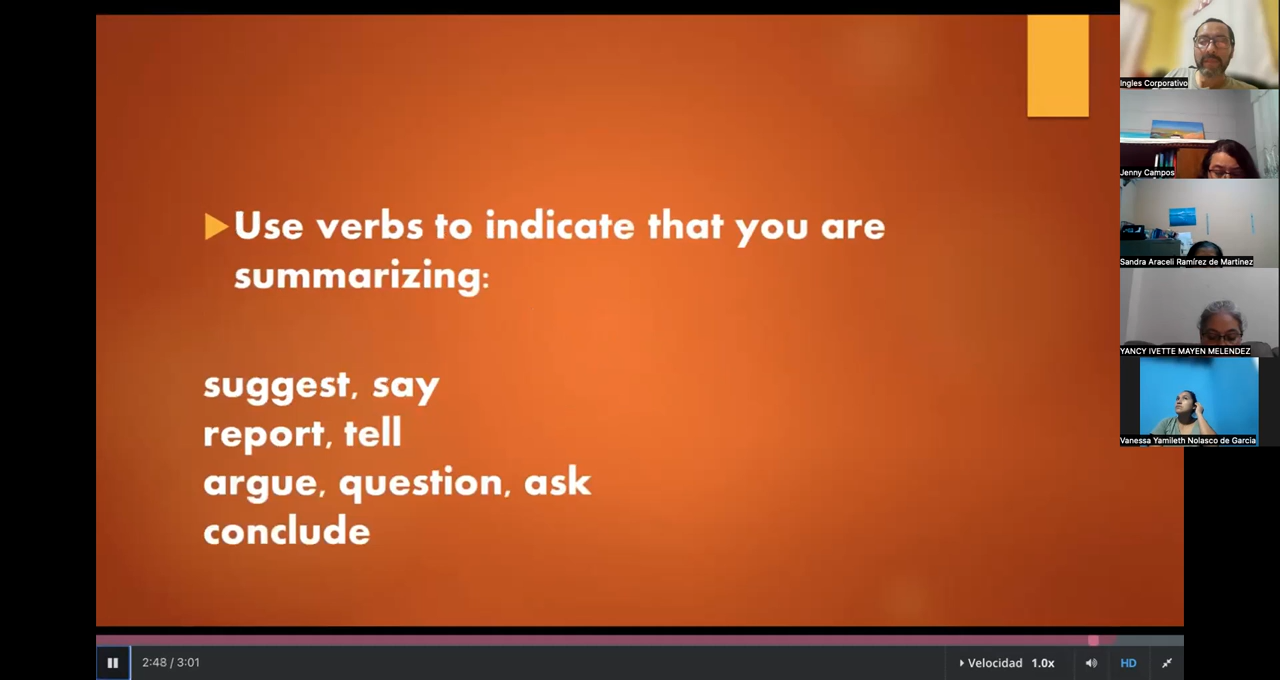 Use verbs to indicate that you are
summarizing:
suggest, say
report, tell
argue, question, ask
conclude
Ingles Corporativo
Jenny Campos
Sandra Araceli Ramírez de Martinez
YANCY IVETTE MAYEN MELENDEZ
Vanessa Yamileth Nolasco de Garcia
2:48 / 3:01
Velocidad 1.0x
HD